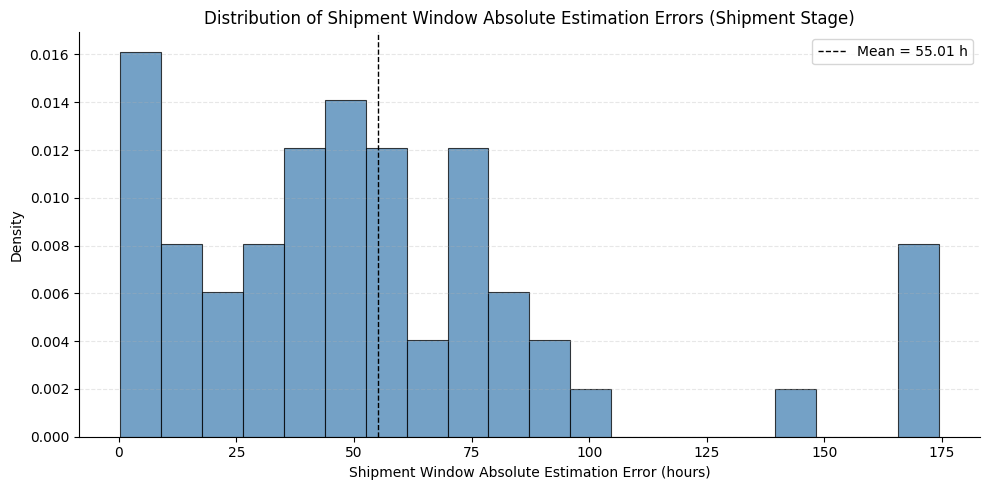 Distribution of Shipment Window Absolute Estimation Errors (Shipment Stage)
Mean = 55.01 h
0.016
0.014
0.012
0.010
0.008
0.006
0.004
0.002
0.000
Density
0 25 50 75 100 125 150 175
Shipment Window Absolute Estimation Error (hours)